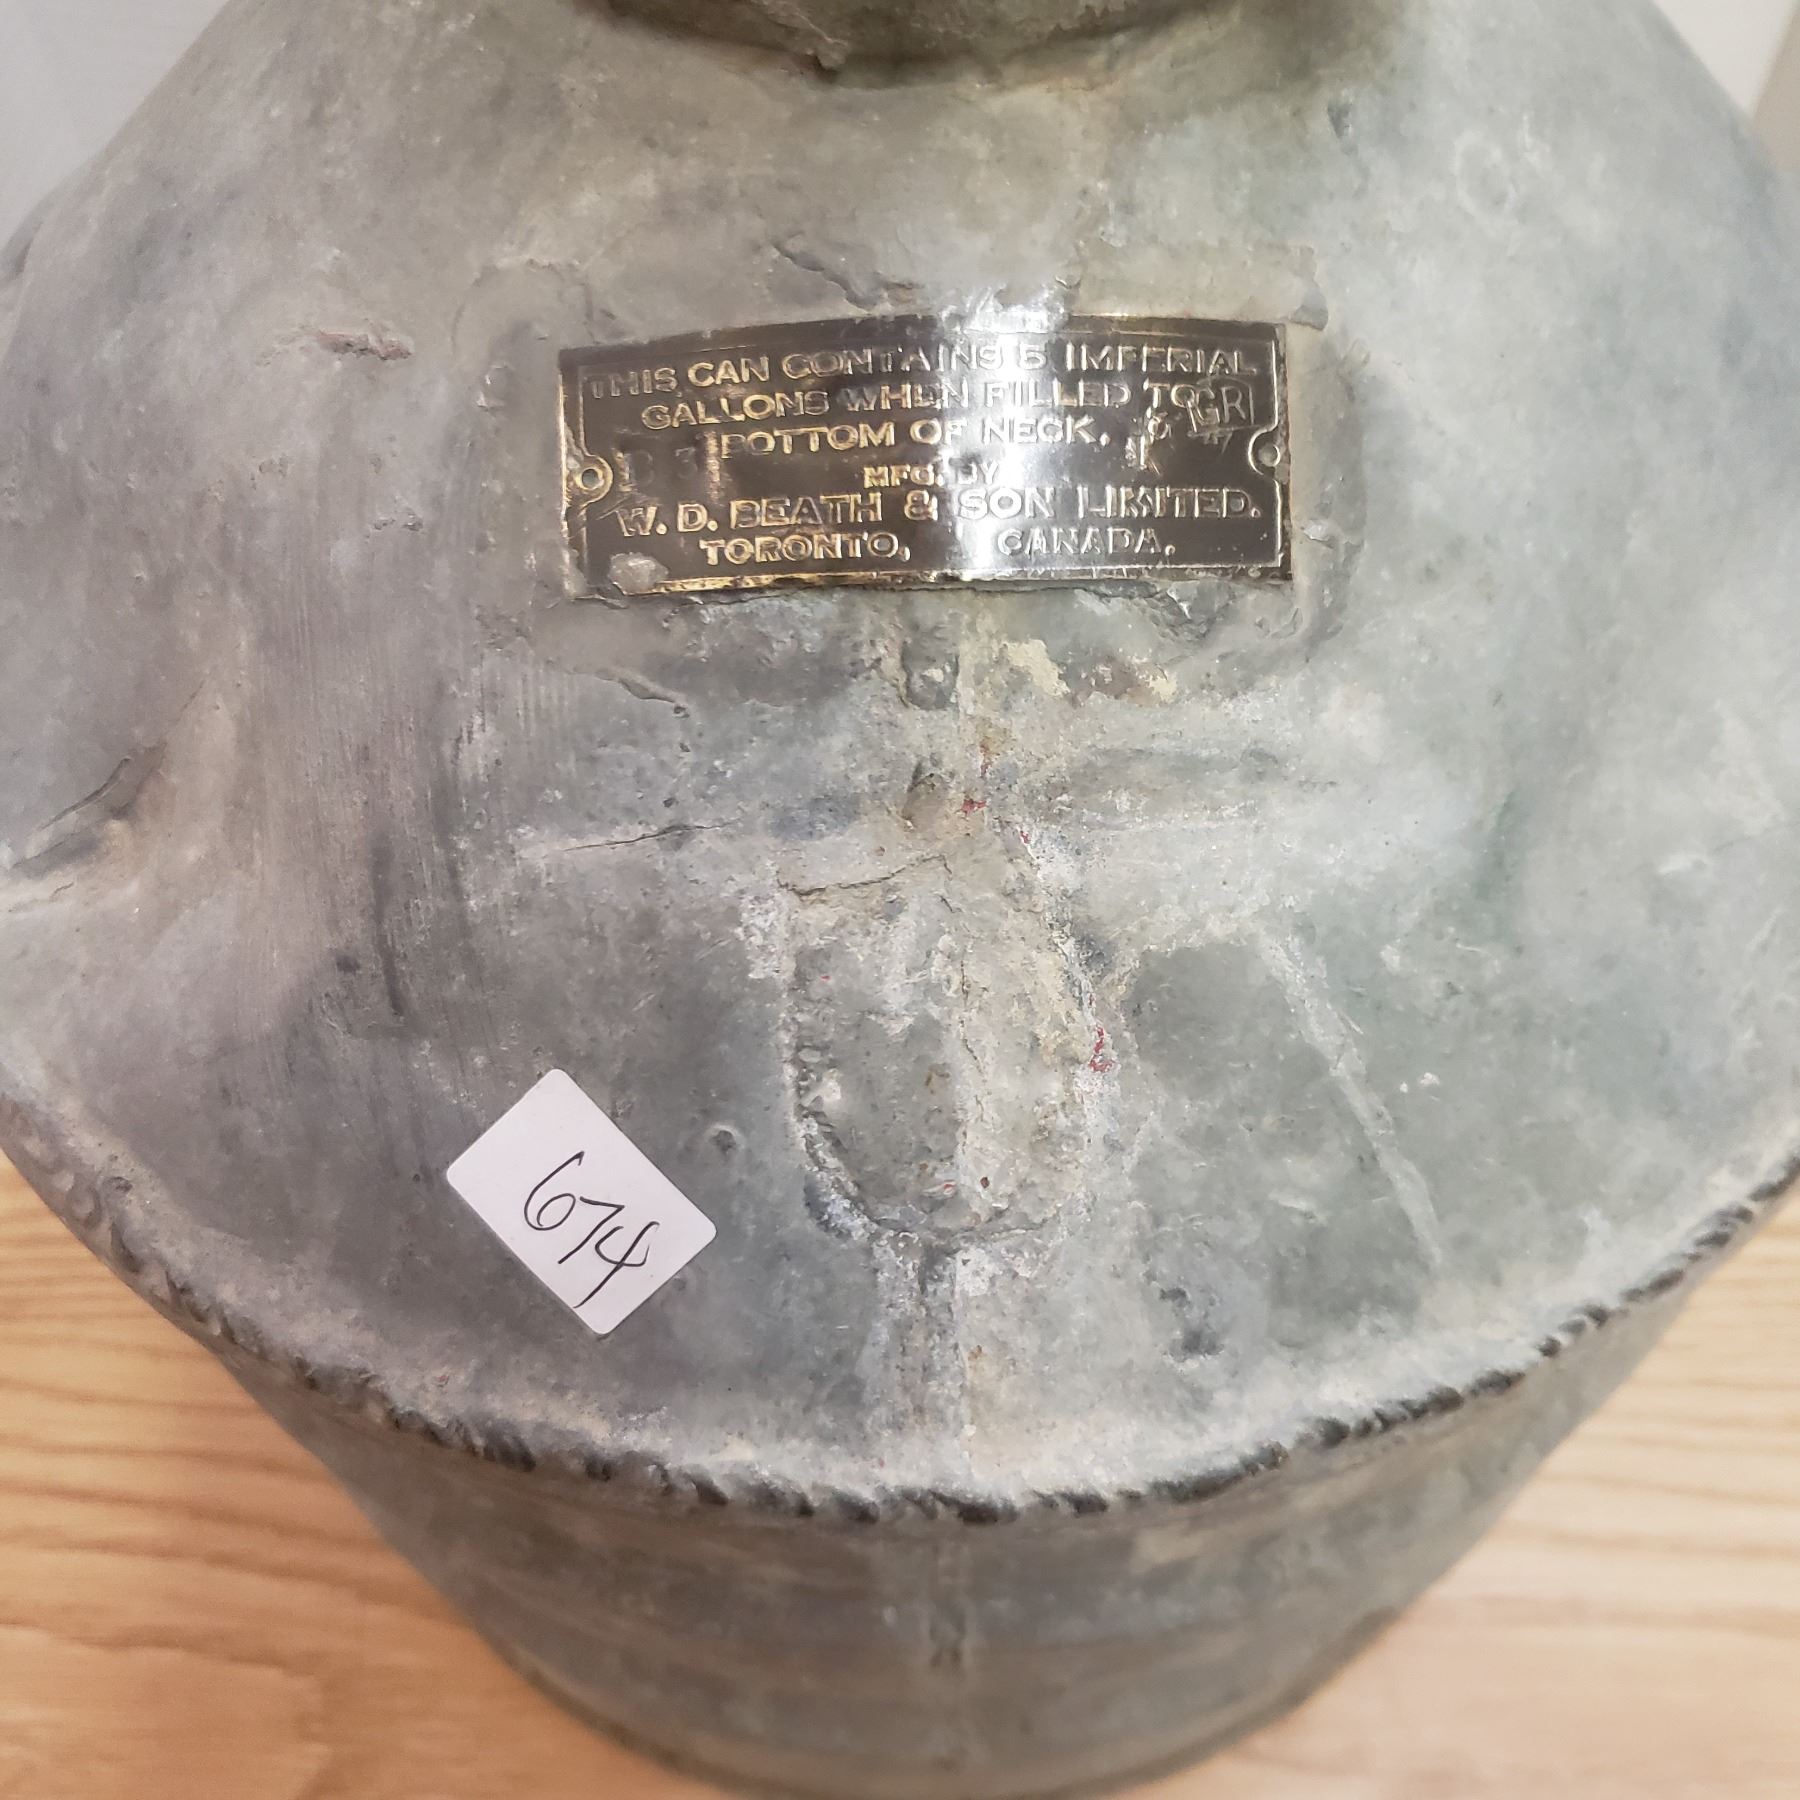 THIS CAN CONTAINS 5 IMPERIAL
GALLONS WHEN FILLED TO
BOTTOM OF NECK.
GR
MFG. BY
W. D. BEATH & SON LIMITED.
TORONTO, CANADA.
674